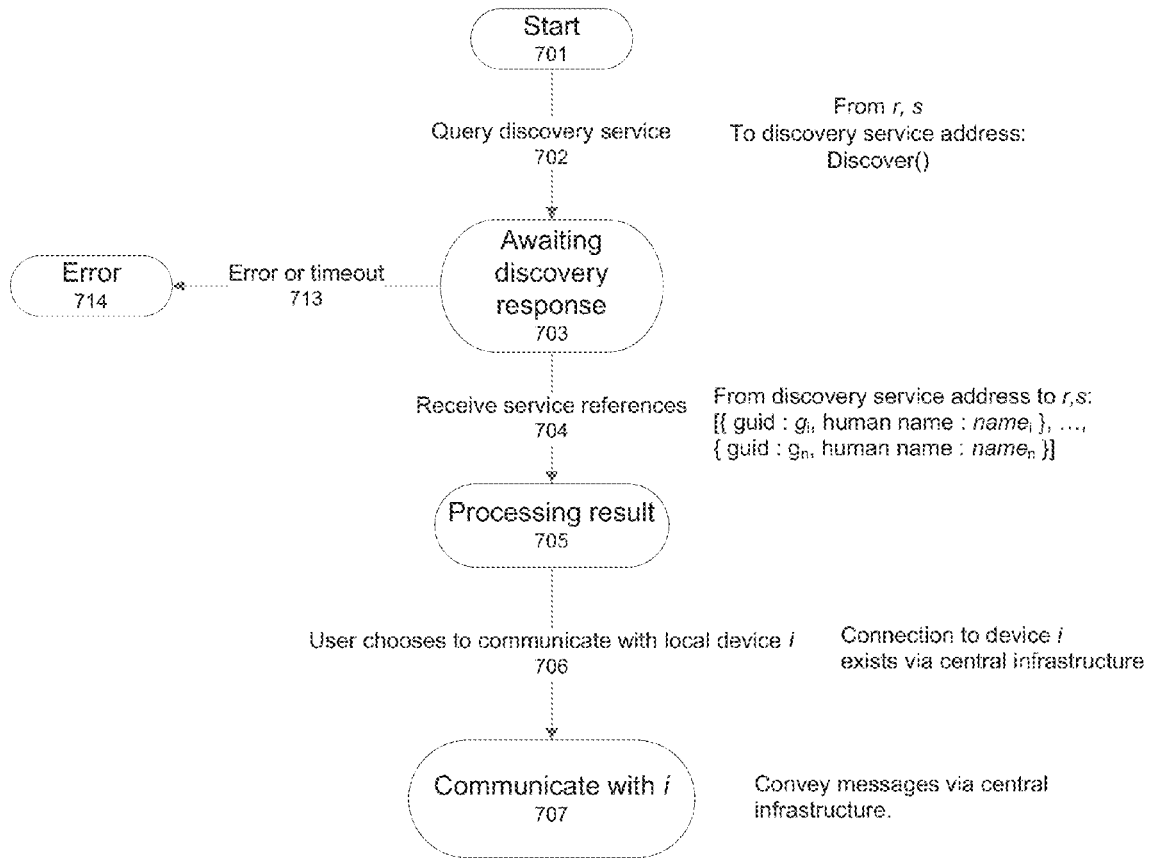 Start
701
Query discovery service
702
From r, s
To discovery service address:
Discover()
Awaiting
discovery
response
703
Error or timeout
713
Error
714
Receive service references
704
From discovery service address to r,s:
[{ guid : gᵢ, human name : nameᵢ }, …,
{ guid : gₙ, human name : nameₙ }]
Processing result
705
User chooses to communicate with local device i
706
Connection to device i
exists via central infrastructure
Communicate with i
707
Convey messages via central
infrastructure.